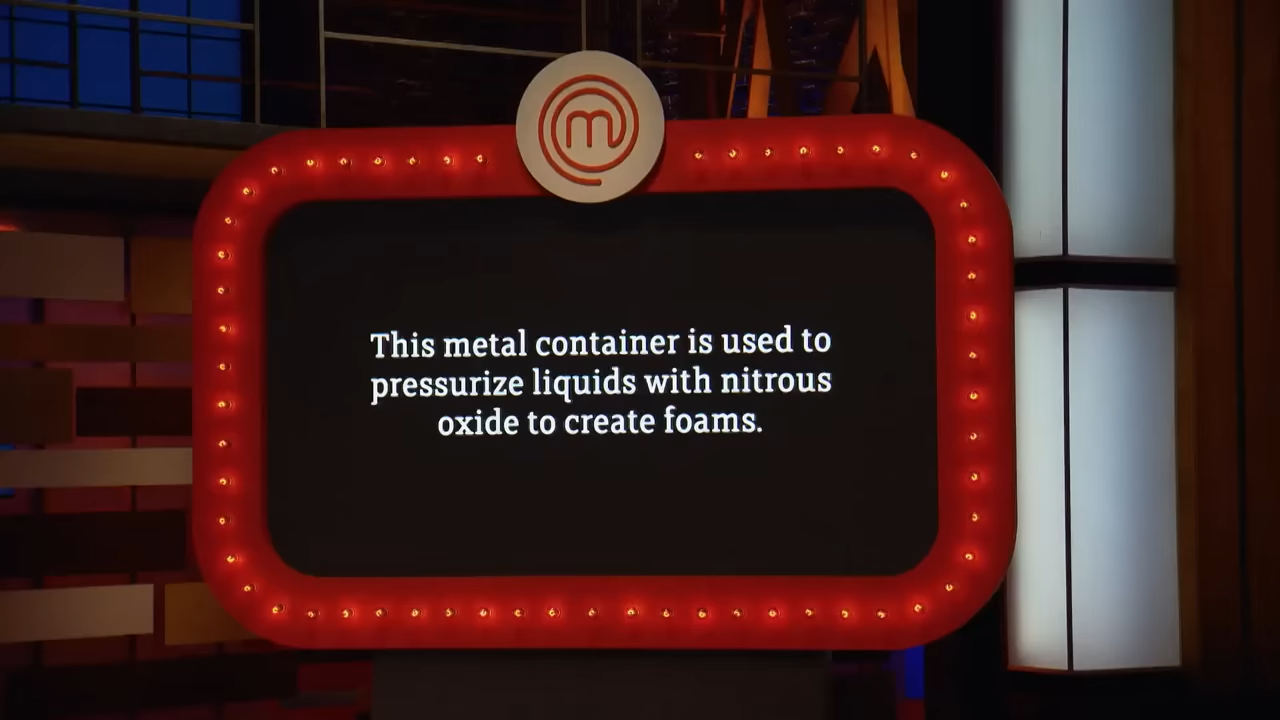 m
This metal container is used to
pressurize liquids with nitrous
oxide to create foams.